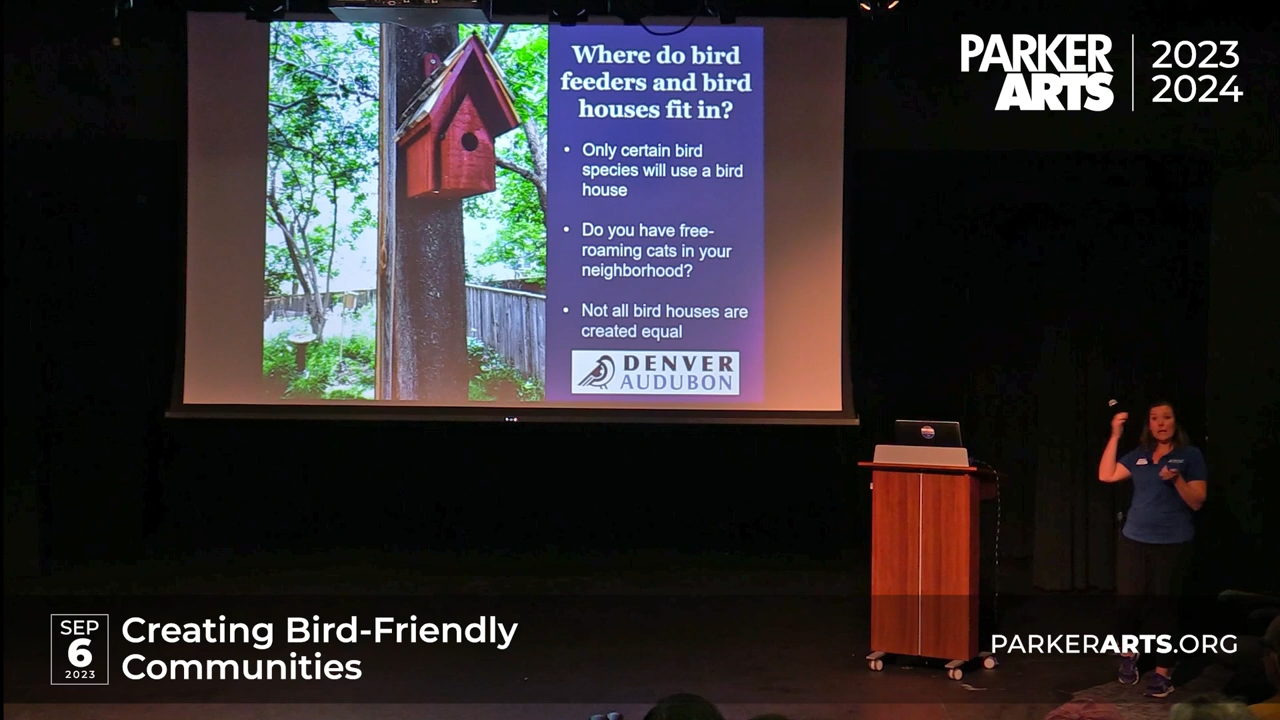 PARKER
ARTS
2023
2024
Where do bird
feeders and bird
houses fit in?
• Only certain bird
species will use a bird
house
• Do you have free-
roaming cats in your
neighborhood?
• Not all bird houses are
created equal
DENVER
AUDUBON
SEP
6
2023
Creating Bird-Friendly
Communities
PARKERARTS.ORG